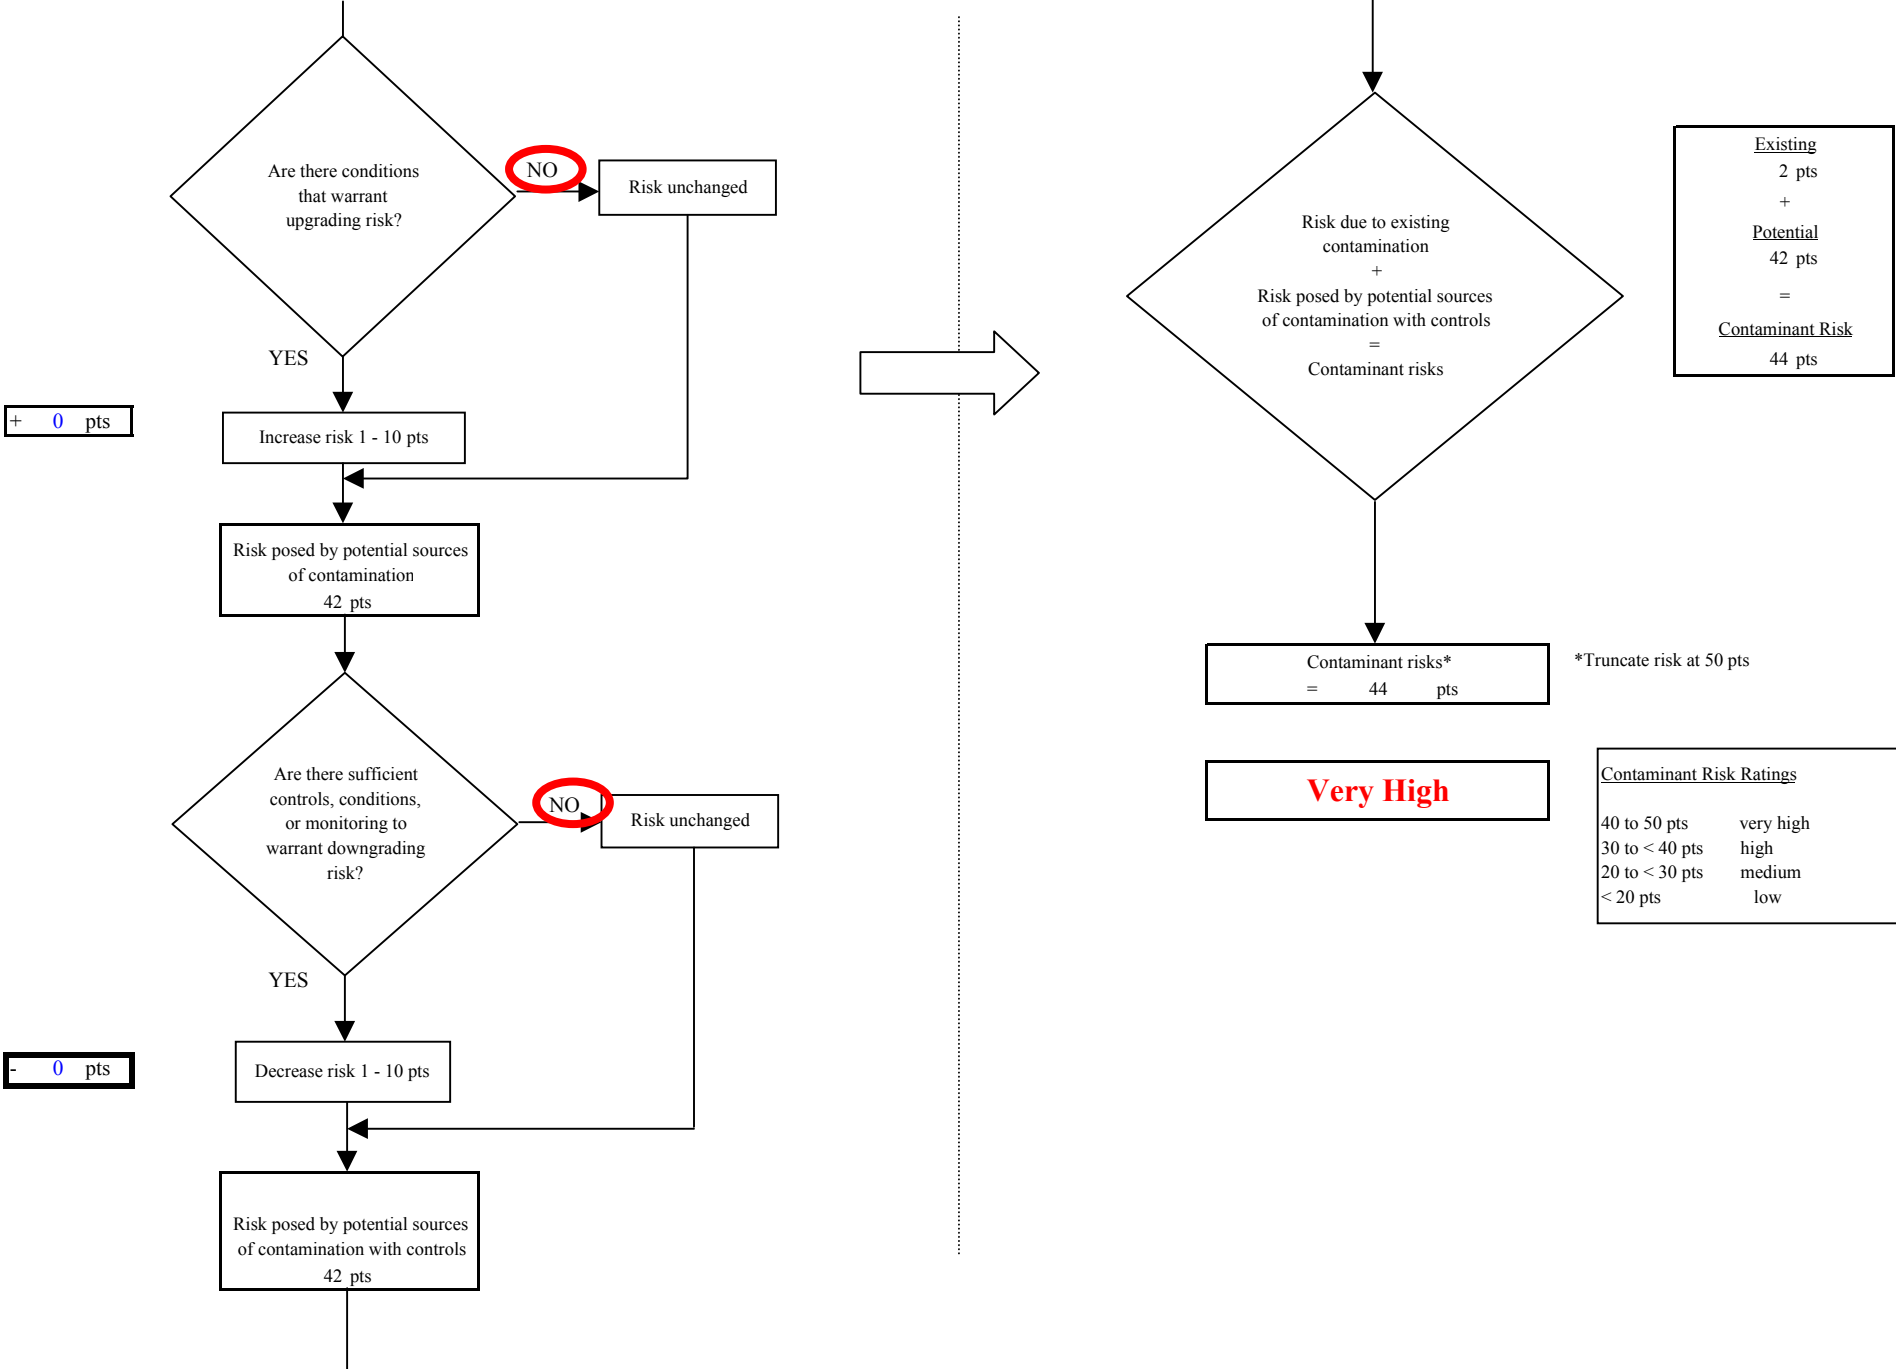 Are there conditions
that warrant
upgrading risk?
NO
Risk unchanged
YES
+ 0 pts
Increase risk 1 - 10 pts
Risk posed by potential sources
of contamination
42 pts
Are there sufficient
controls, conditions,
or monitoring to
warrant downgrading
risk?
NO
Risk unchanged
YES
- 0 pts
Decrease risk 1 - 10 pts
Risk posed by potential sources
of contamination with controls
42 pts
Risk due to existing
contamination
+
Risk posed by potential sources
of contamination with controls
=
Contaminant risks
Existing
2 pts
+
Potential
42 pts
=
Contaminant Risk
44 pts
Contaminant risks*
= 44 pts
*Truncate risk at 50 pts
Very High
Contaminant Risk Ratings
40 to 50 pts very high
30 to < 40 pts high
20 to < 30 pts medium
< 20 pts low